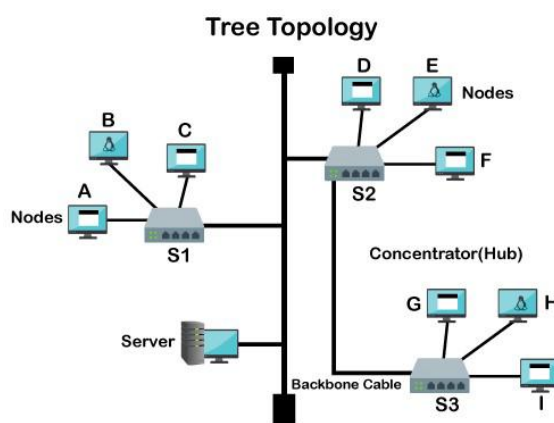 Tree Topology
D
E
Nodes
B
C
F
A
Nodes
S2
S1
Concentrator(Hub)
G
H
Server
Backbone Cable
S3
I